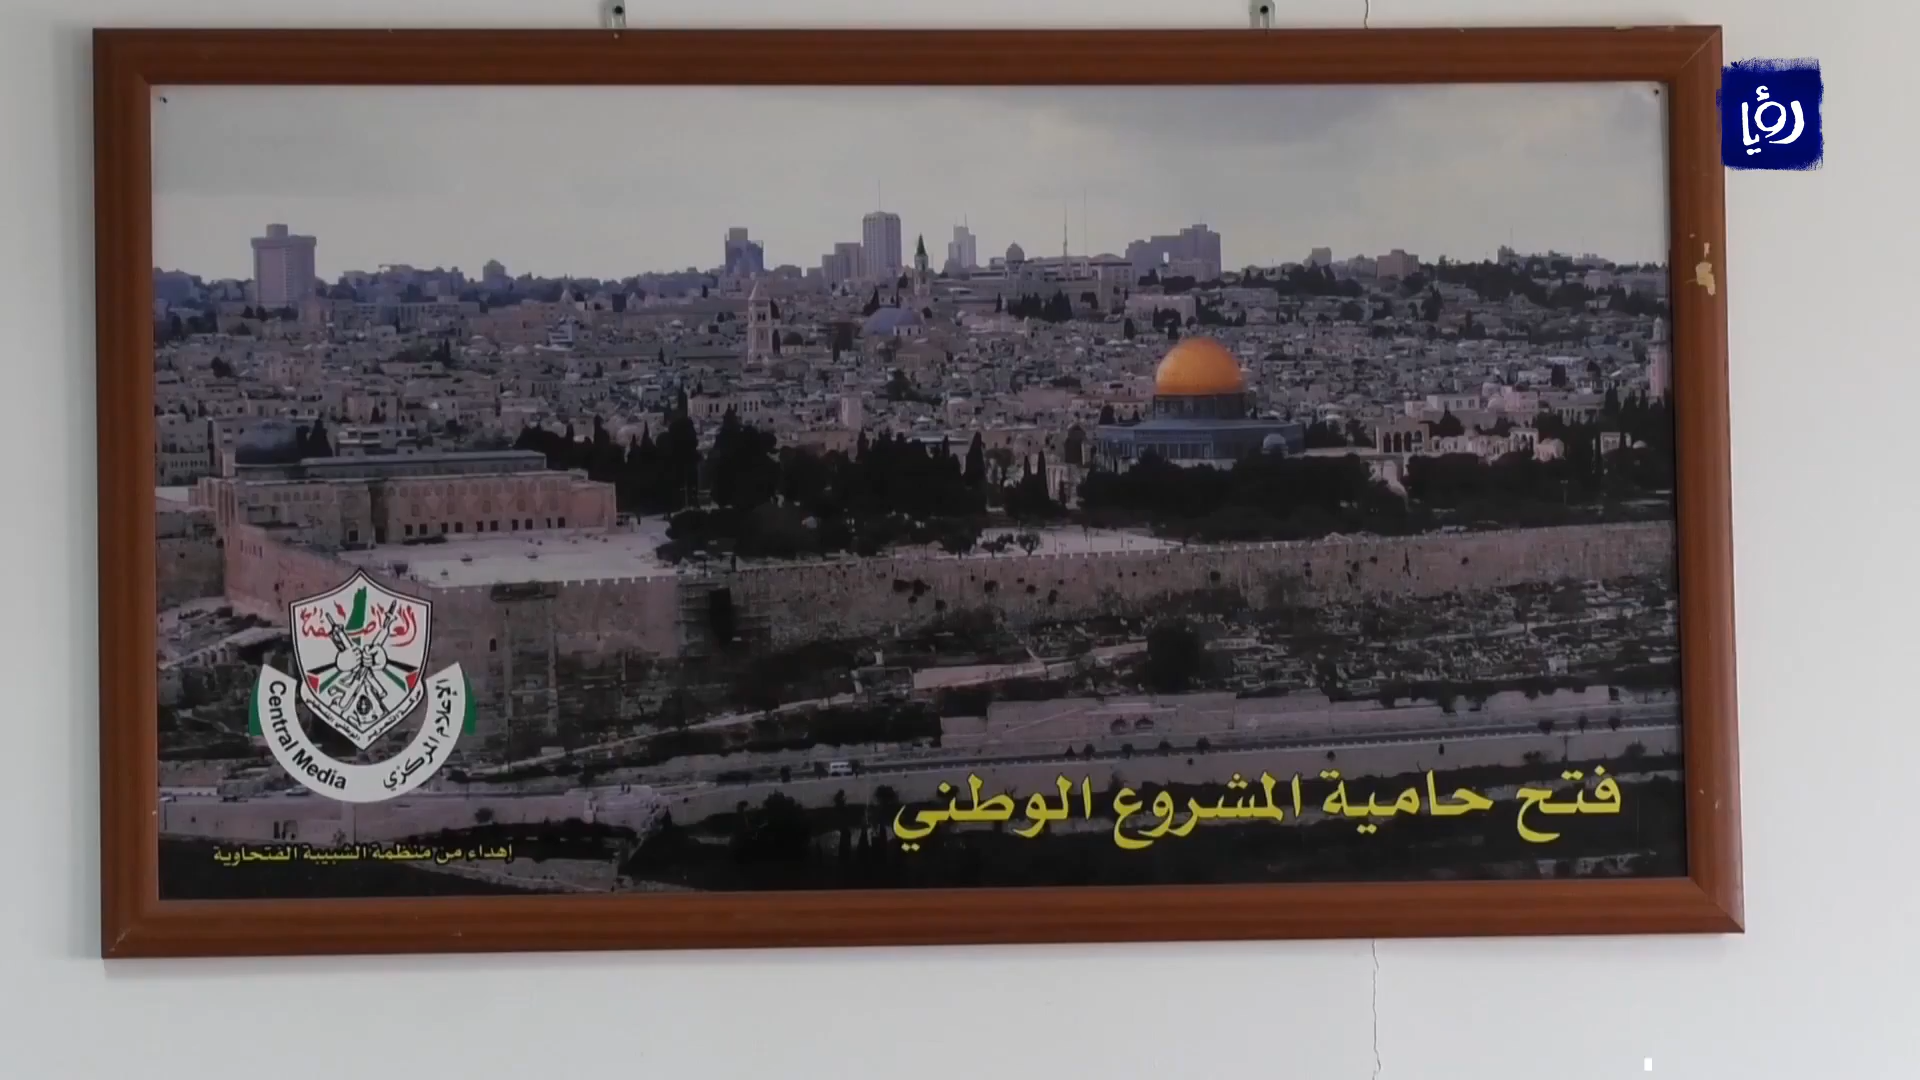 رؤيا
العاصفة
Central Media
الإعلام المركزي
فتح حامية المشروع الوطني
إهداء من منظمة الشبيبة الفتحاوية